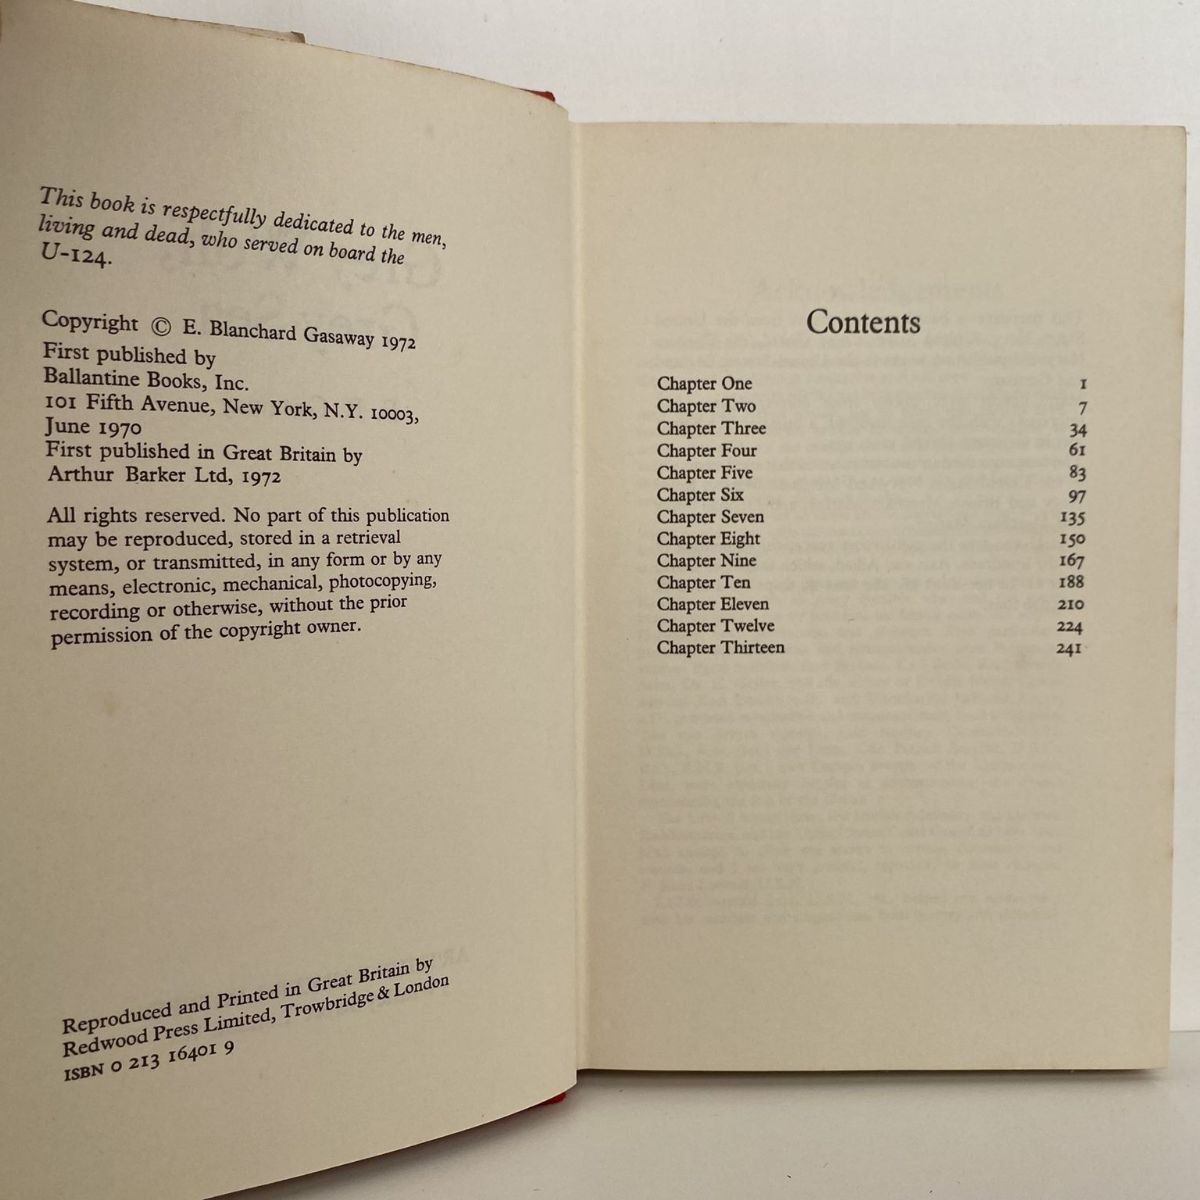 This book is respectfully dedicated to the men,
living and dead, who served on board the
U-124.
Copyright © E. Blanchard Gasaway 1972
First published by
Ballantine Books, Inc.
101 Fifth Avenue, New York, N.Y. 10003,
June 1970
First published in Great Britain by
Arthur Barker Ltd, 1972
All rights reserved. No part of this publication
may be reproduced, stored in a retrieval
system, or transmitted, in any form or by any
means, electronic, mechanical, photocopying,
recording or otherwise, without the prior
permission of the copyright owner.
Reproduced and Printed in Great Britain by
Redwood Press Limited, Trowbridge & London
ISBN 0 213 16401 9
Contents
Chapter One 1
Chapter Two 7
Chapter Three 34
Chapter Four 61
Chapter Five 83
Chapter Six 97
Chapter Seven 135
Chapter Eight 150
Chapter Nine 167
Chapter Ten 188
Chapter Eleven 210
Chapter Twelve 224
Chapter Thirteen 241